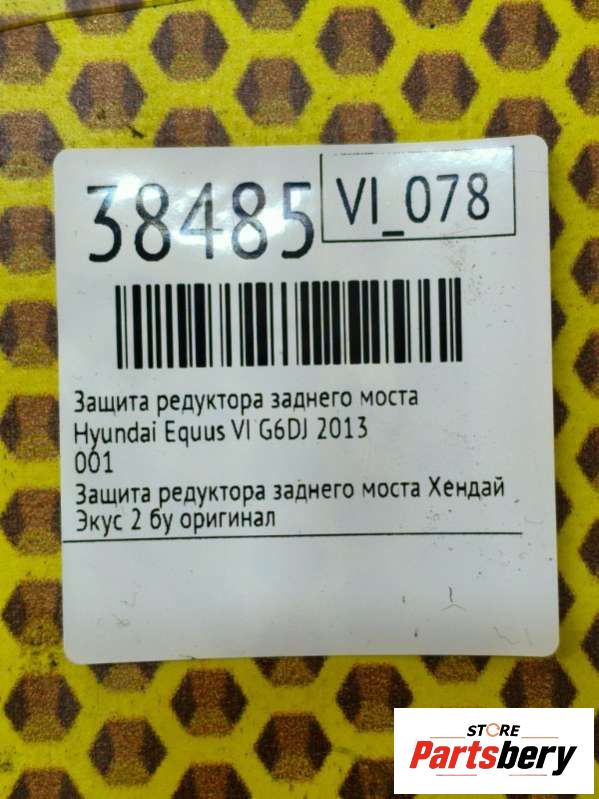 38485
VI_078
Защита редуктора заднего моста
Hyundai Equus VI G6DJ 2013
001
Защита редуктора заднего моста Хендай
Экус 2 бу оригинал
STORE
Partsbery